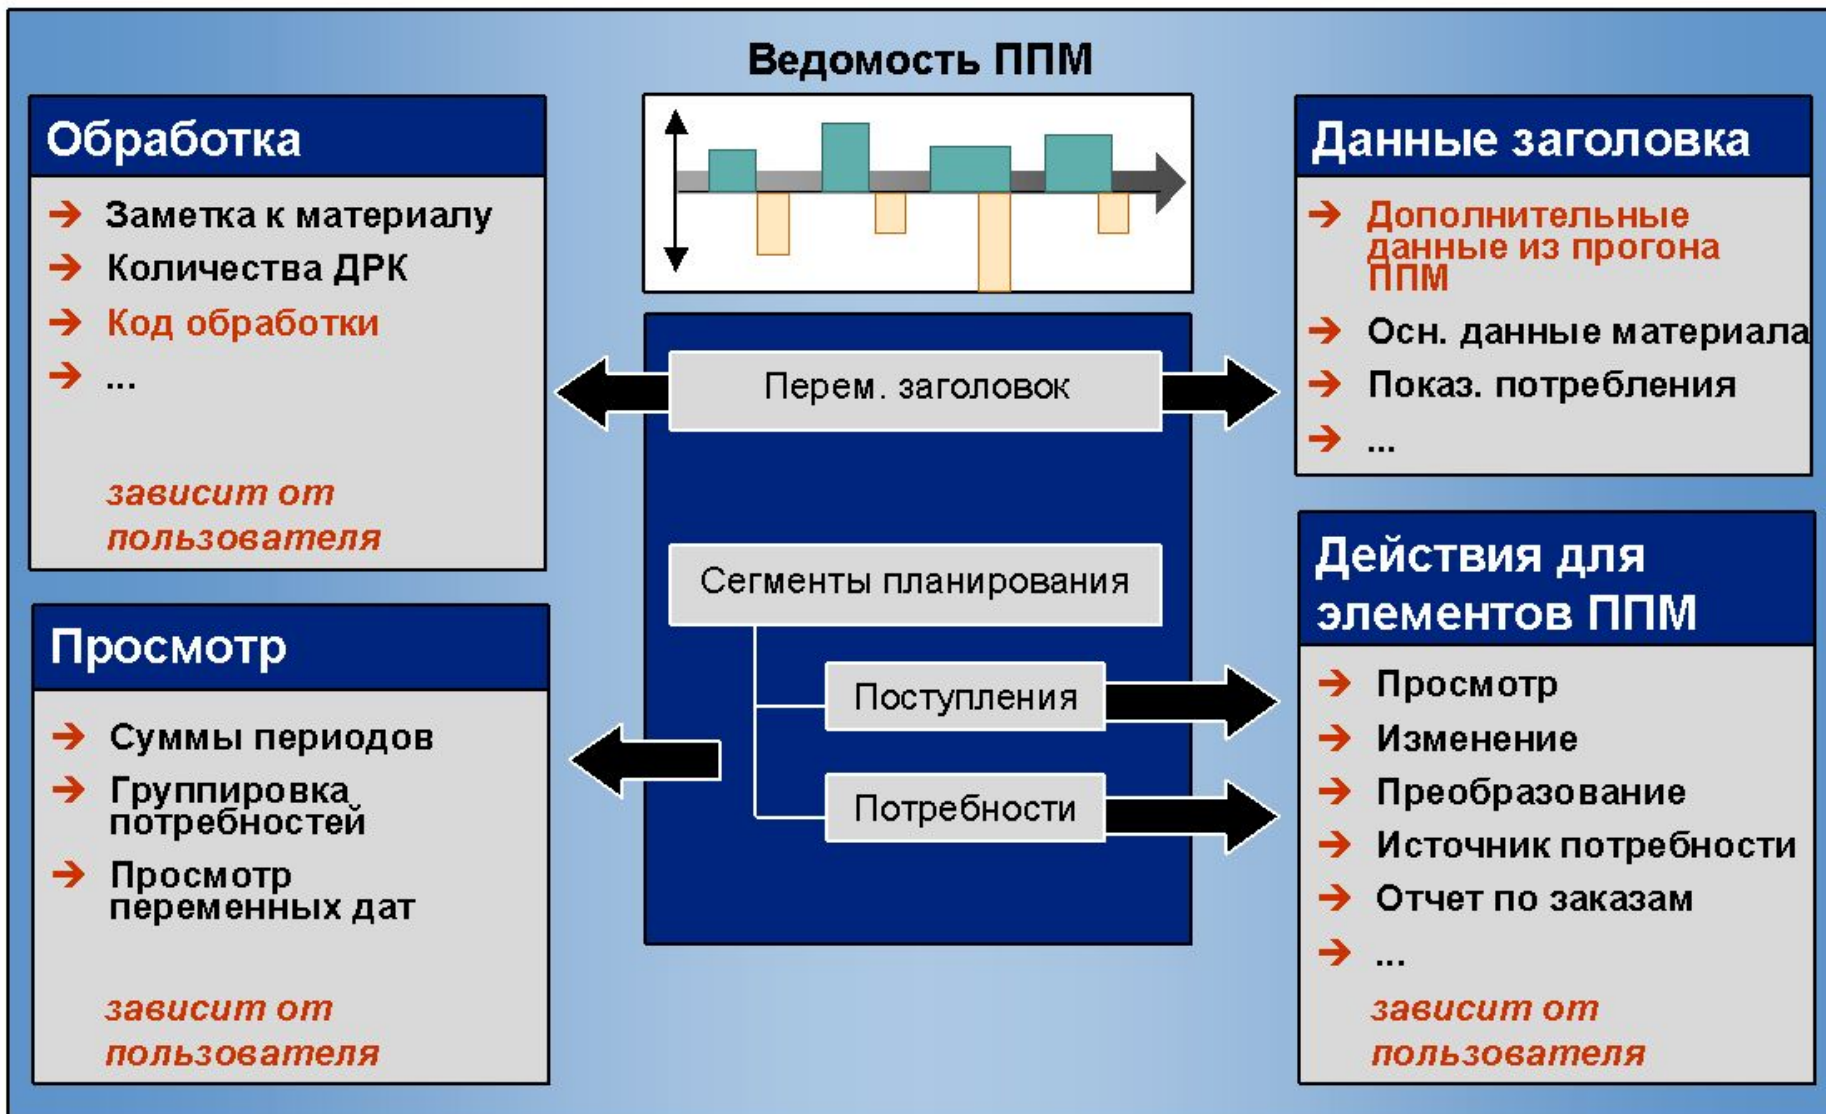 Ведомость ППМ
Обработка
→ Заметка к материалу
→ Количества ДРК
→ Код обработки
→ ...
зависит от
пользователя
Данные заголовка
→ Дополнительные
данные из прогона
ППМ
→ Осн. данные материала
→ Показ. потребления
→ ...
Перем. заголовок
Сегменты планирования
Поступления
Потребности
Просмотр
→ Суммы периодов
→ Группировка
потребностей
→ Просмотр
переменных дат
зависит от
пользователя
Действия для
элементов ППМ
→ Просмотр
→ Изменение
→ Преобразование
→ Источник потребности
→ Отчет по заказам
→ ...
зависит от
пользователя